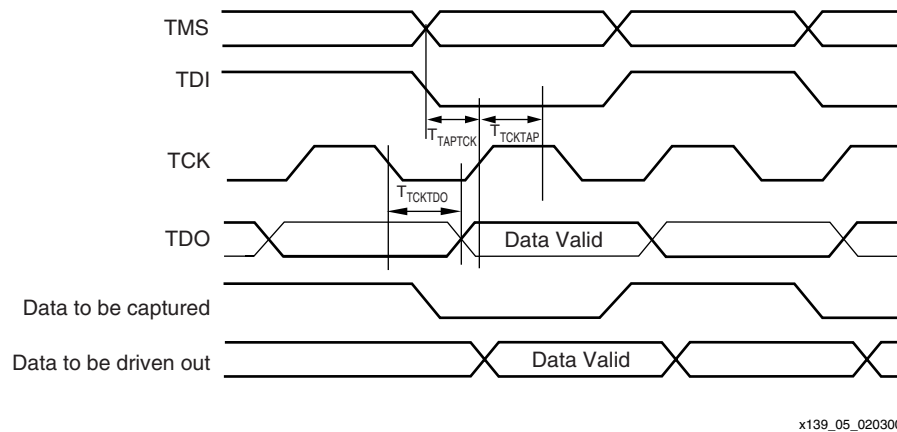 TMS
TDI
TTAPTCK TTCKTAP
TCK
TTCKTDO
TDO Data Valid
Data to be captured
Data to be driven out Data Valid
x139_05_020300